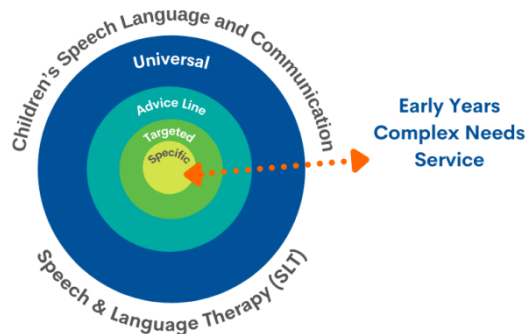 Children's Speech Language and Communication
Universal
Advice Line
Targeted
Specific
Early Years
Complex Needs
Service
Speech & Language Therapy (SLT)